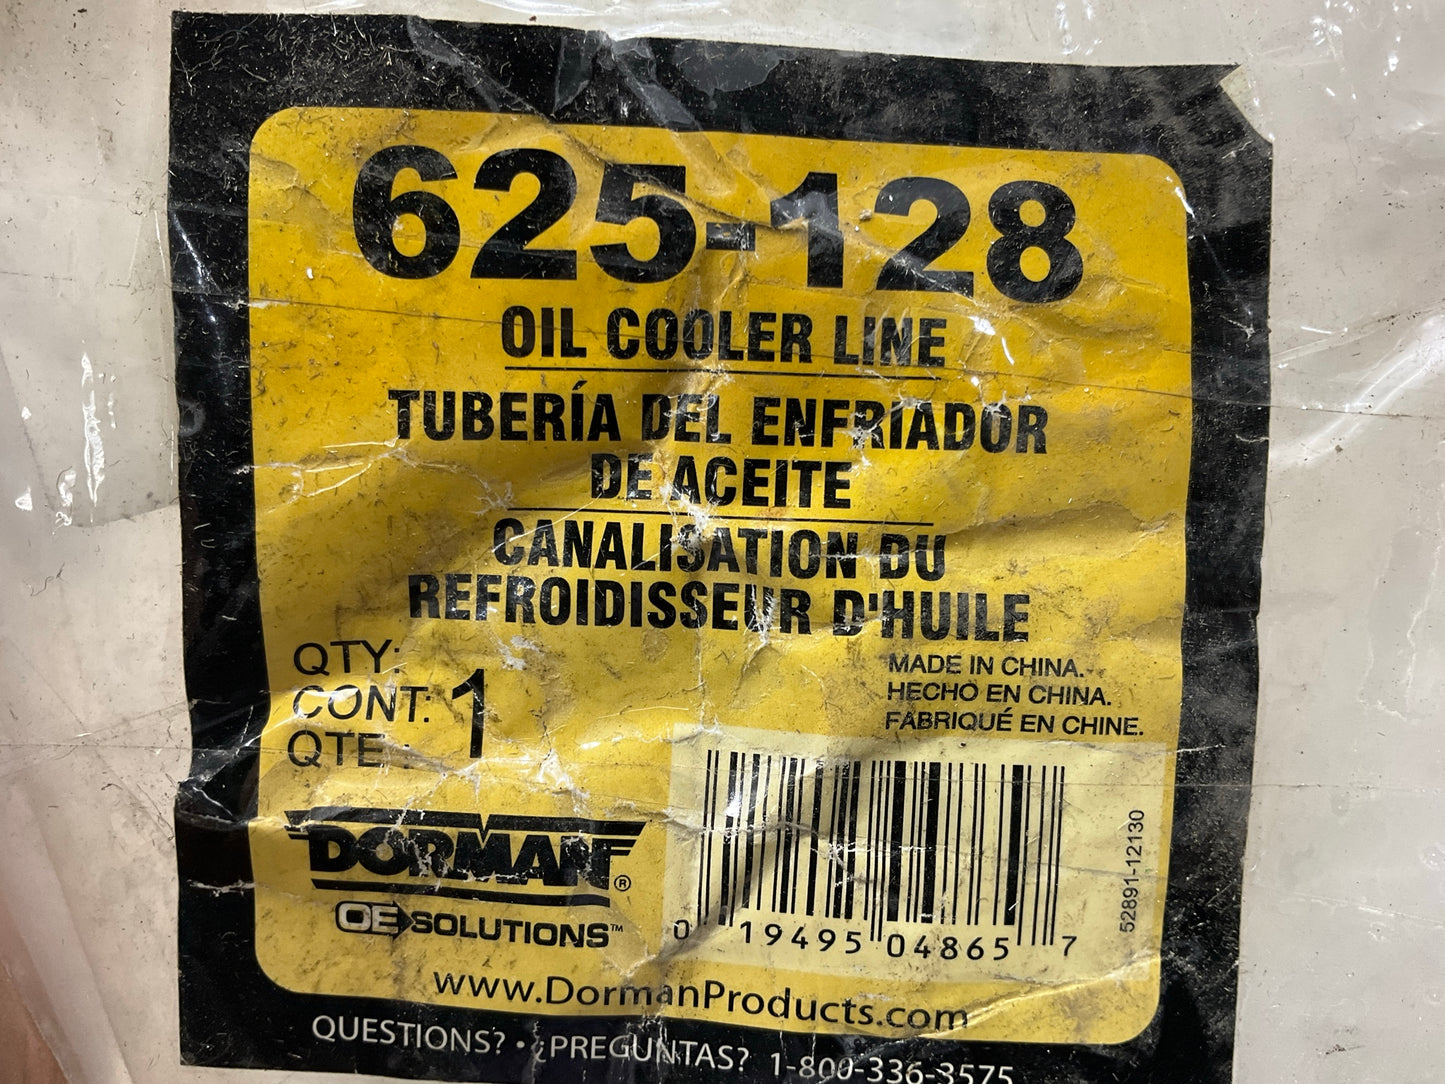 625-128
OIL COOLER LINE
TUBERÍA DEL ENFRIADOR
DE ACEITE
CANALISATION DU
REFROIDISSEUR D'HUILE
QTY:
CONT: 1
QTE :
MADE IN CHINA.
HECHO EN CHINA.
FABRIQUÉ EN CHINE.
DORMAN®
OE SOLUTIONS™
0 19495 04865 7
52891-12130
www.DormanProducts.com
QUESTIONS? • ¿PREGUNTAS? 1-800-336-3575